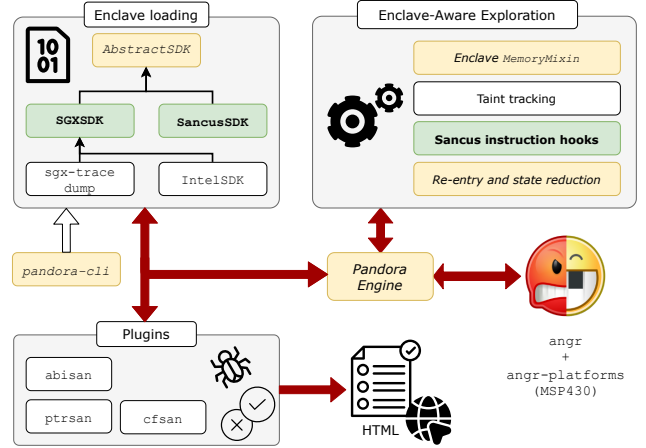 Enclave loading
10
01
AbstractSDK
SGXSDK
SancusSDK
sgx-trace
dump
IntelSDK
pandora-cli
Enclave-Aware Exploration
Enclave MemoryMixin
Taint tracking
Sancus instruction hooks
Re-entry and state reduction
Pandora
Engine
angr
+
angr-platforms
(MSP430)
Plugins
abisan
ptrsan
cfsan
HTML